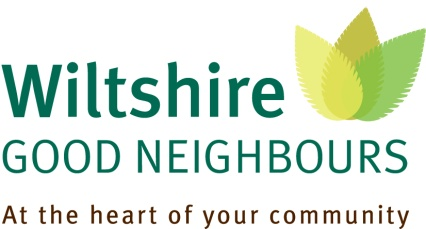 Wiltshire
GOOD NEIGHBOURS
At the heart of your community